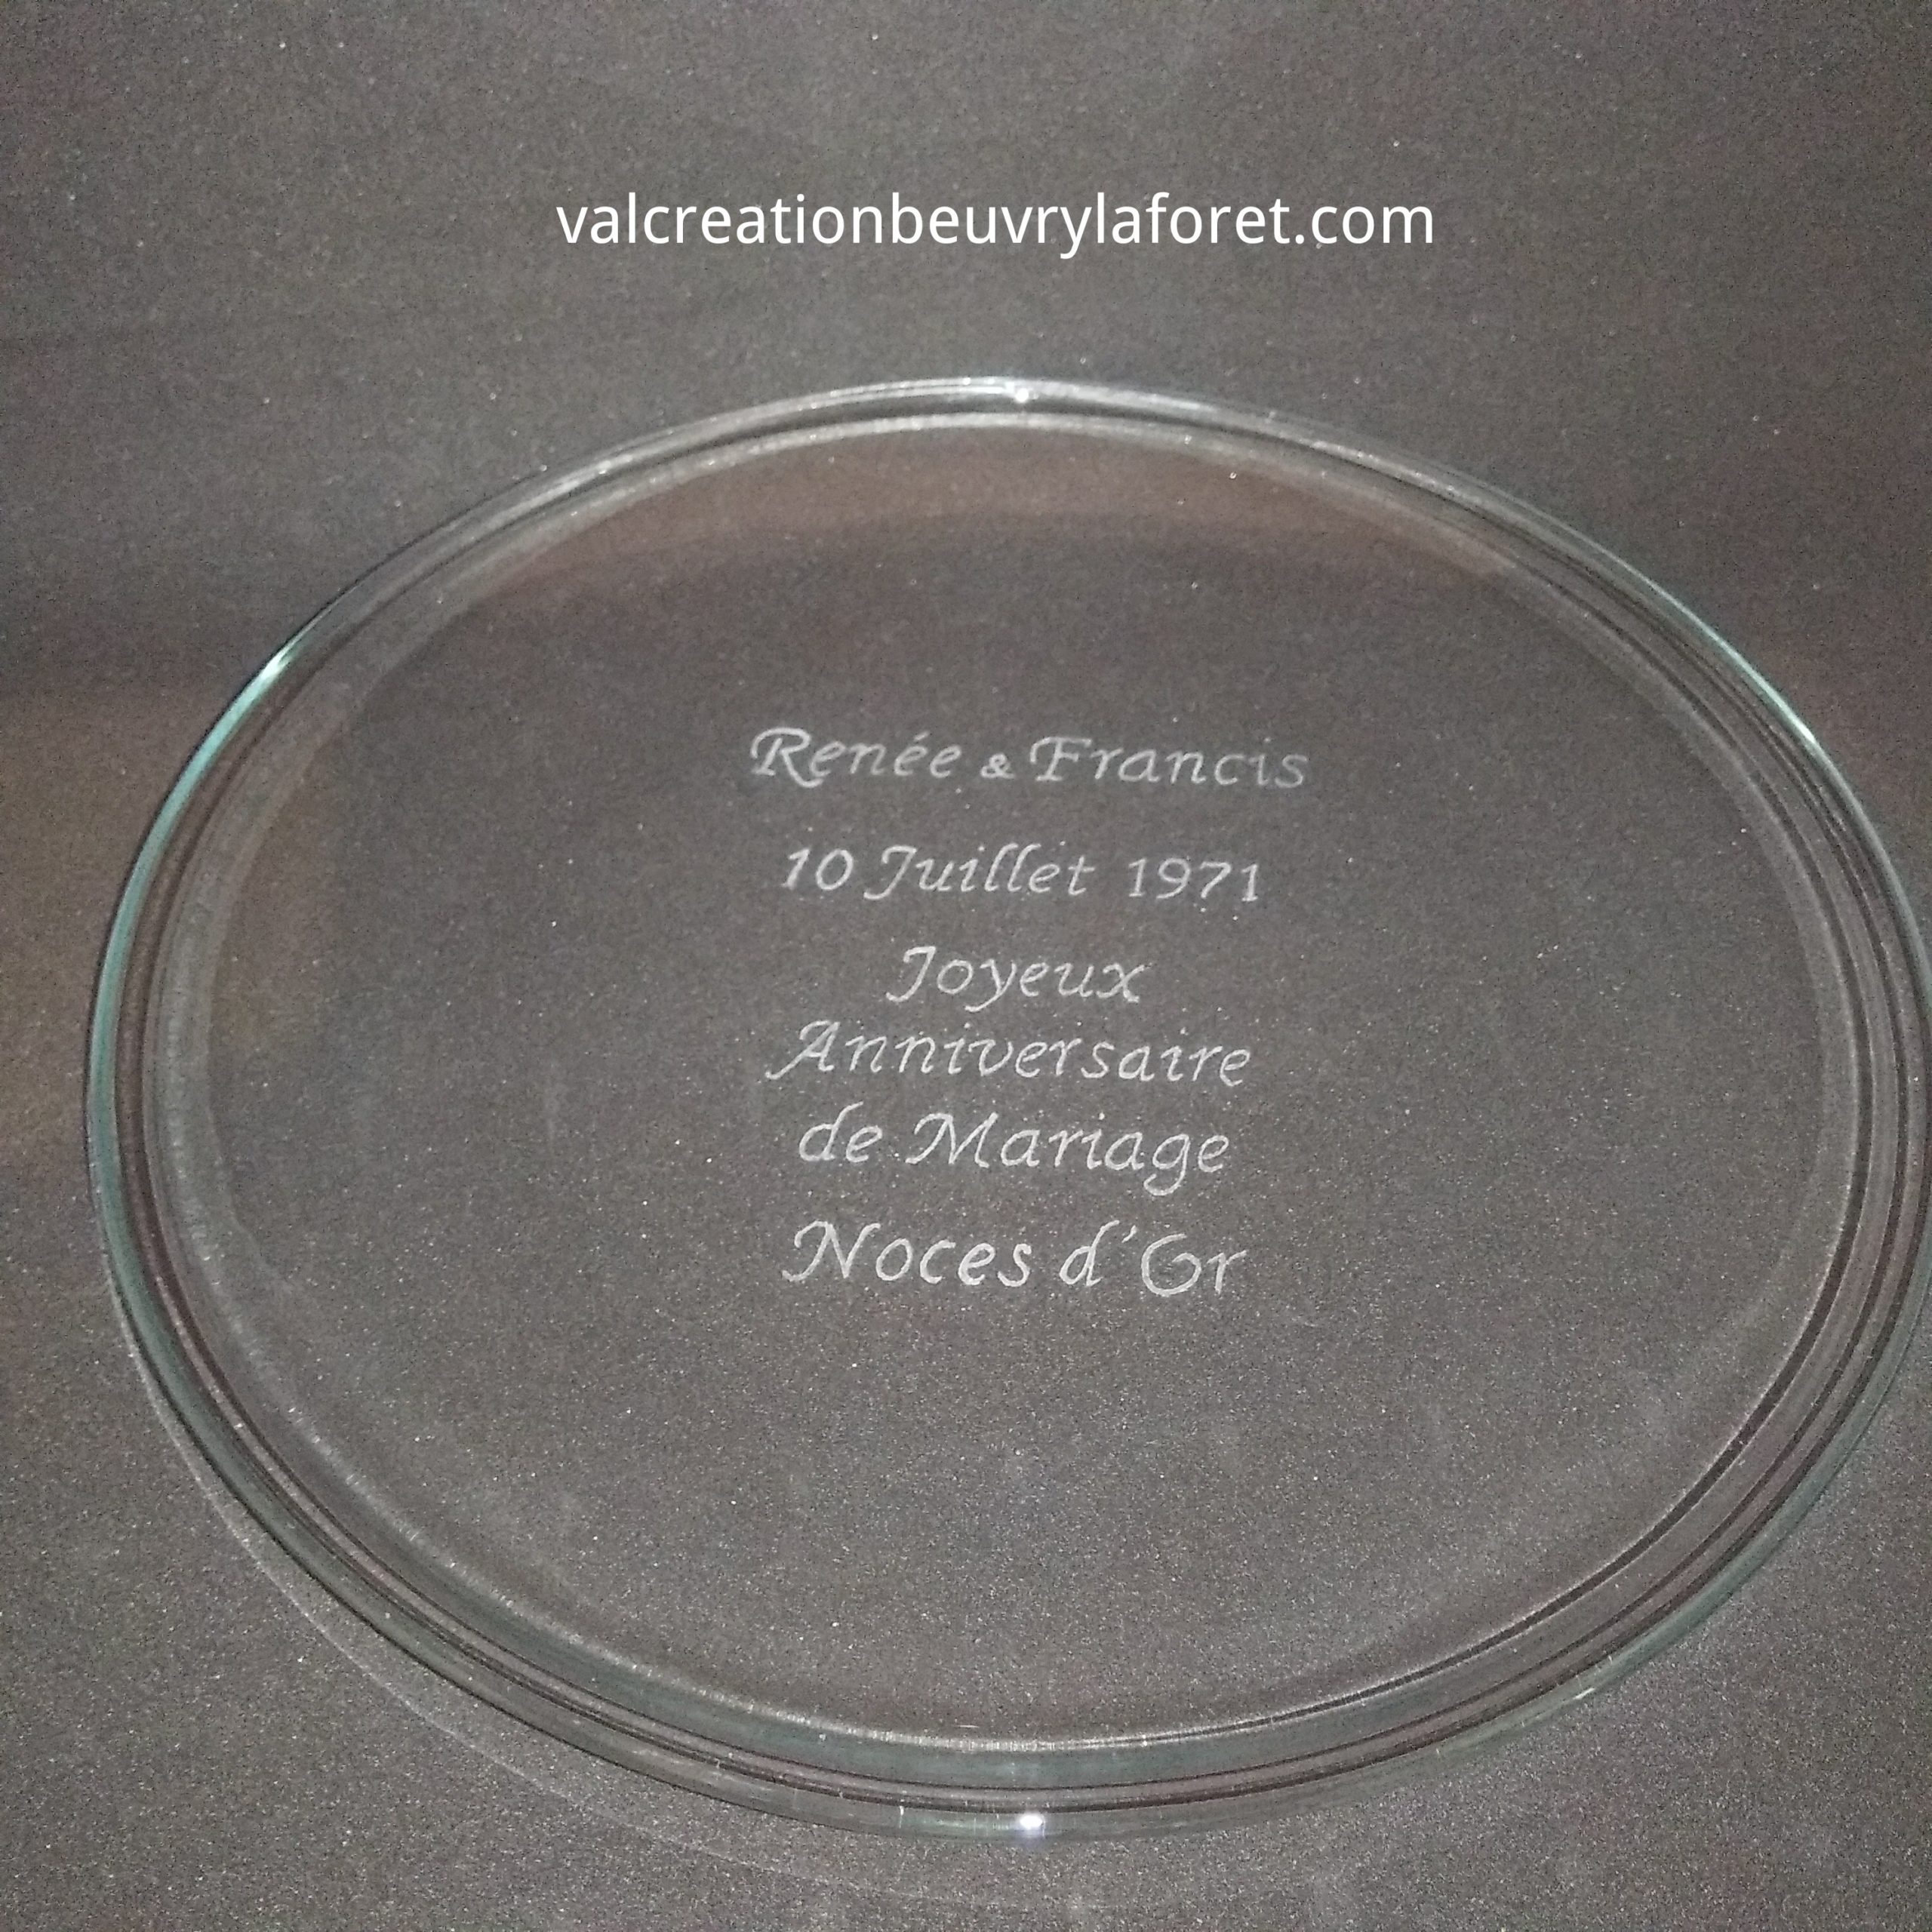 valcreationbeuvrylaforet.com
Renée & Francis
10 Juillet 1971
Joyeux
Anniversaire
de Mariage
Noces d'Or